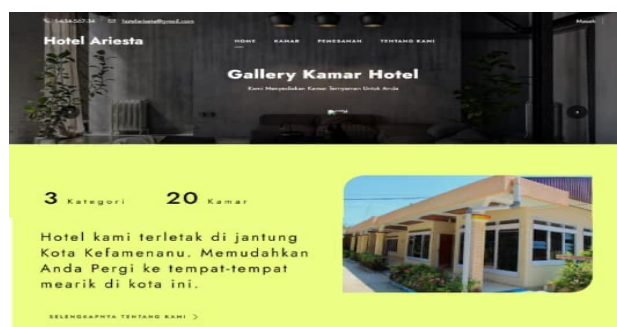 Masuk
Hotel Ariesta
HOME KAMAR PEMESANAN TENTANG KAMI
Gallery Kamar Hotel
Kami Menyediakan Kamar Ternyaman Untuk Anda
3 Kategori 20 Kamar
Hotel kami terletak di jantung
Kota Kefamenanu. Memudahkan
Anda Pergi ke tempat-tempat
mearik di kota ini.
SELENGKAPNYA TENTANG KAMI